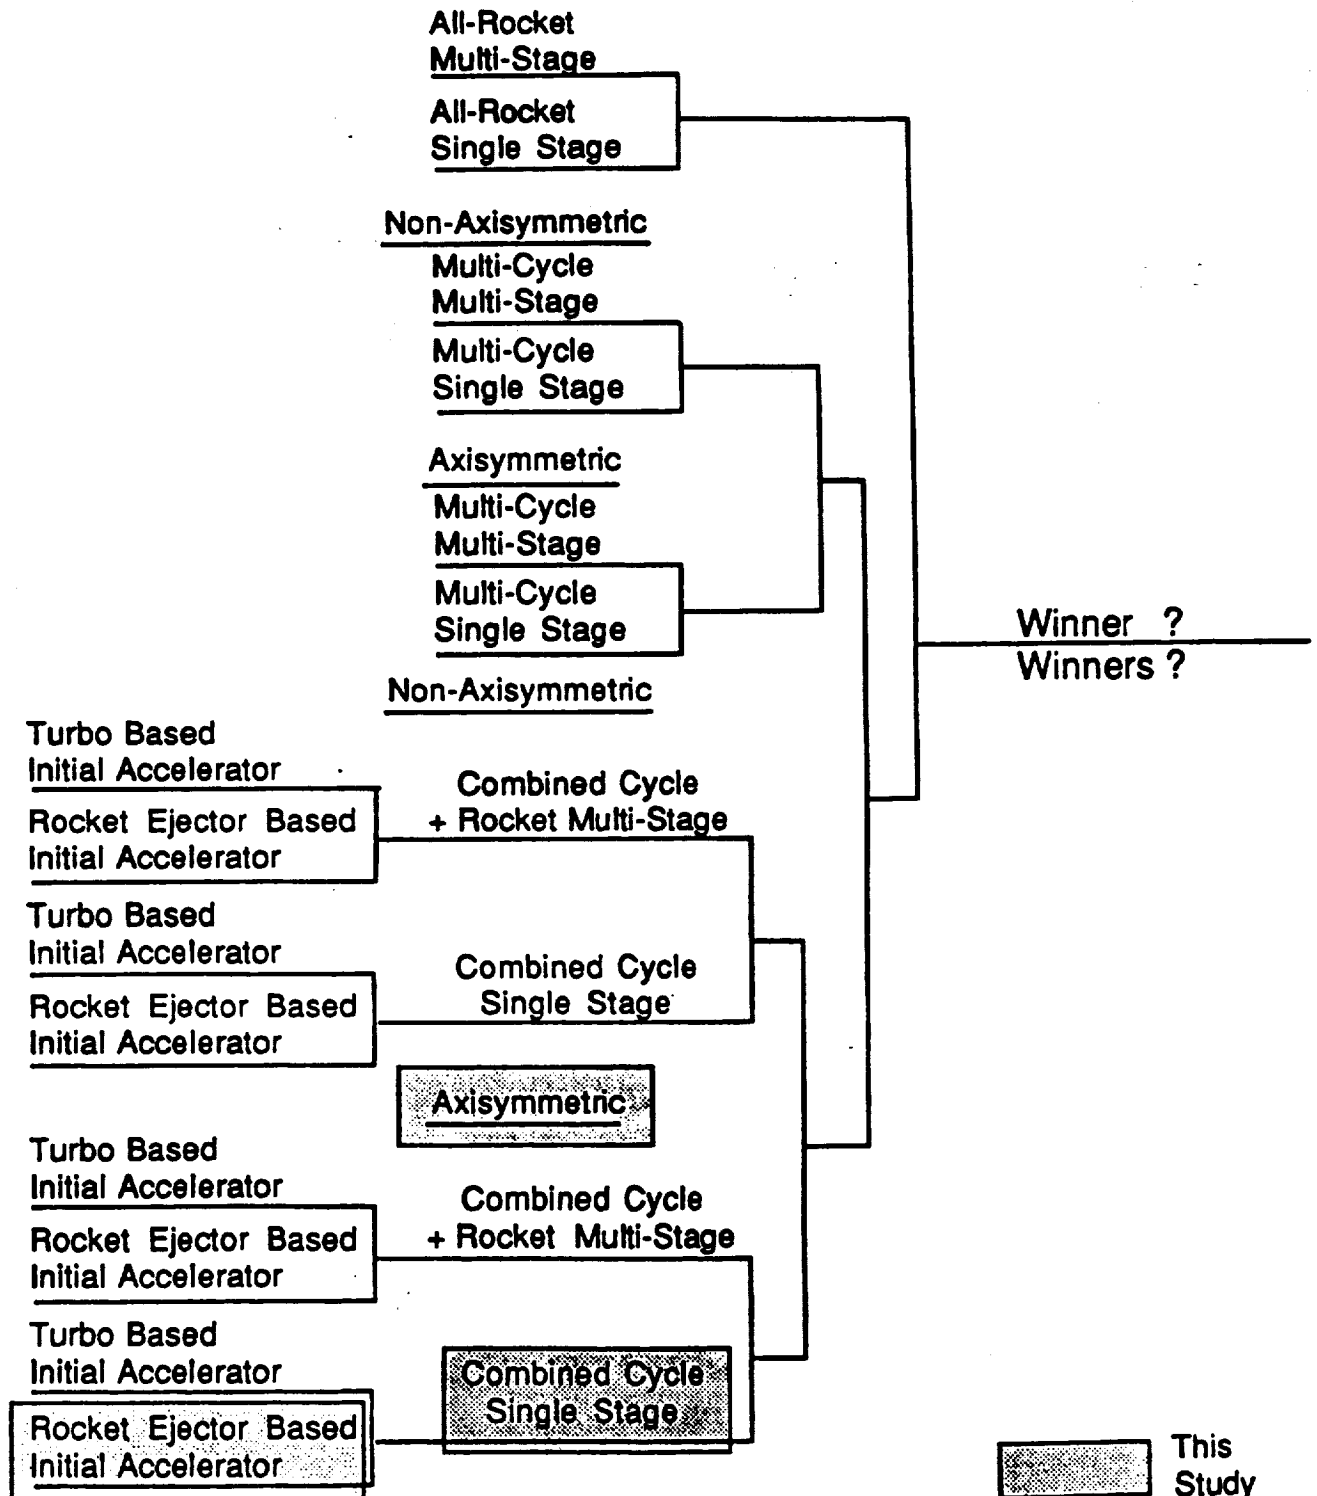 All-Rocket
Multi-Stage
All-Rocket
Single Stage
Non-Axisymmetric
Multi-Cycle
Multi-Stage
Multi-Cycle
Single Stage
Axisymmetric
Multi-Cycle
Multi-Stage
Multi-Cycle
Single Stage
Winner ?
Winners ?
Non-Axisymmetric
Turbo Based
Initial Accelerator
Rocket Ejector Based
Initial Accelerator
Combined Cycle
+ Rocket Multi-Stage
Turbo Based
Initial Accelerator
Rocket Ejector Based
Initial Accelerator
Combined Cycle
Single Stage
Axisymmetric
Turbo Based
Initial Accelerator
Rocket Ejector Based
Initial Accelerator
Combined Cycle
+ Rocket Multi-Stage
Turbo Based
Initial Accelerator
Rocket Ejector Based
Initial Accelerator
Combined Cycle
Single Stage
This
Study